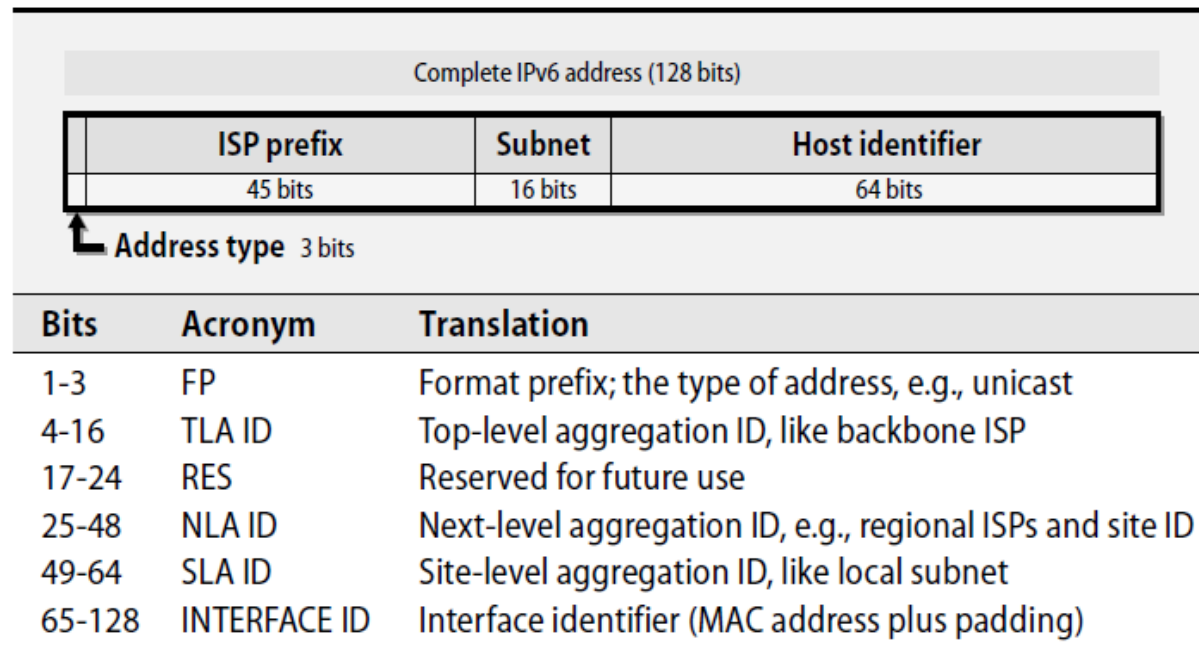 Complete IPv6 address (128 bits)
ISP prefix Subnet Host identifier
45 bits 16 bits 64 bits
Address type 3 bits
Bits Acronym Translation
1-3 FP Format prefix; the type of address, e.g., unicast
4-16 TLA ID Top-level aggregation ID, like backbone ISP
17-24 RES Reserved for future use
25-48 NLA ID Next-level aggregation ID, e.g., regional ISPs and site ID
49-64 SLA ID Site-level aggregation ID, like local subnet
65-128 INTERFACE ID Interface identifier (MAC address plus padding)